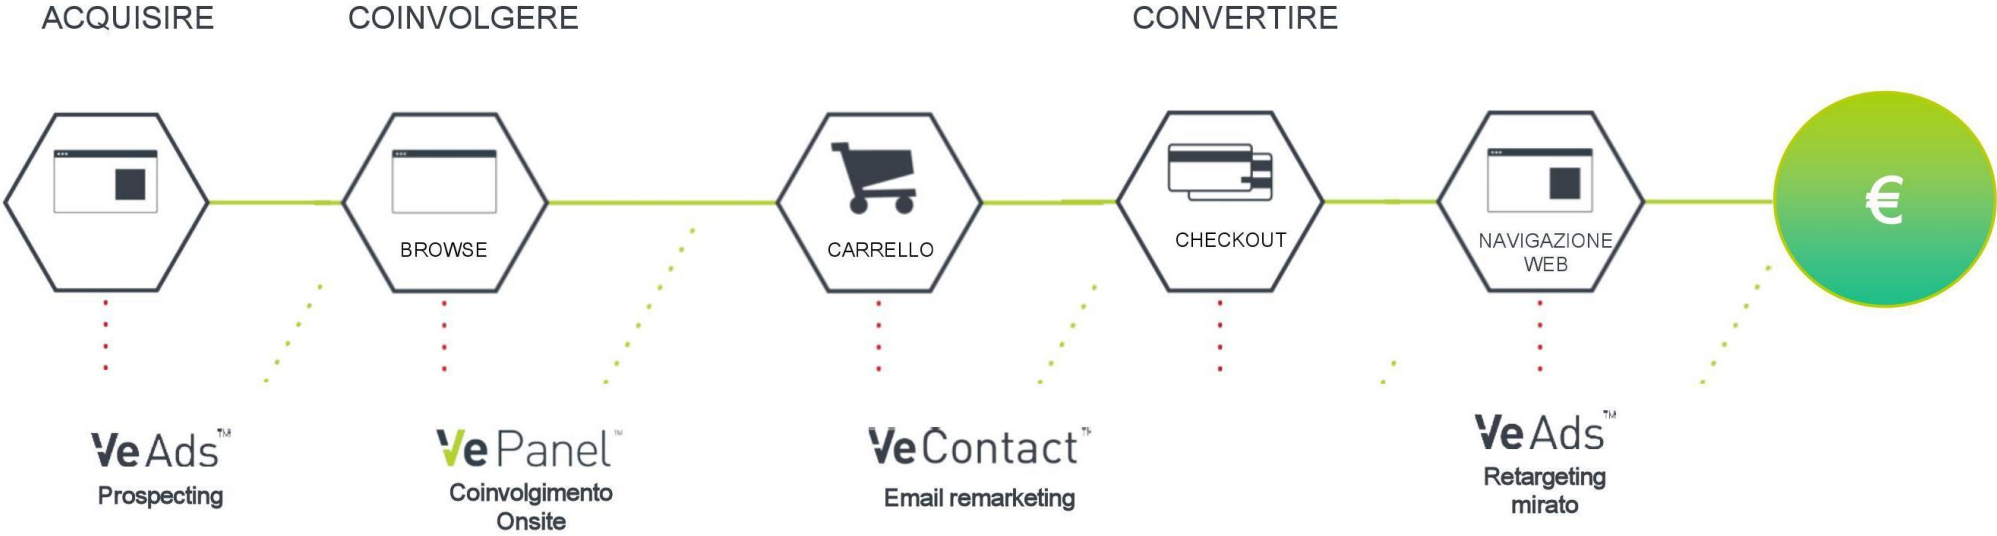 ACQUISIRE COINVOLGERE CONVERTIRE
€
BROWSE CARRELLO CHECKOUT NAVIGAZIONE
WEB
VeAds™ VePanel™ VeContact™ VeAds™
Prospecting Coinvolgimento
Onsite Email remarketing Retargeting
mirato